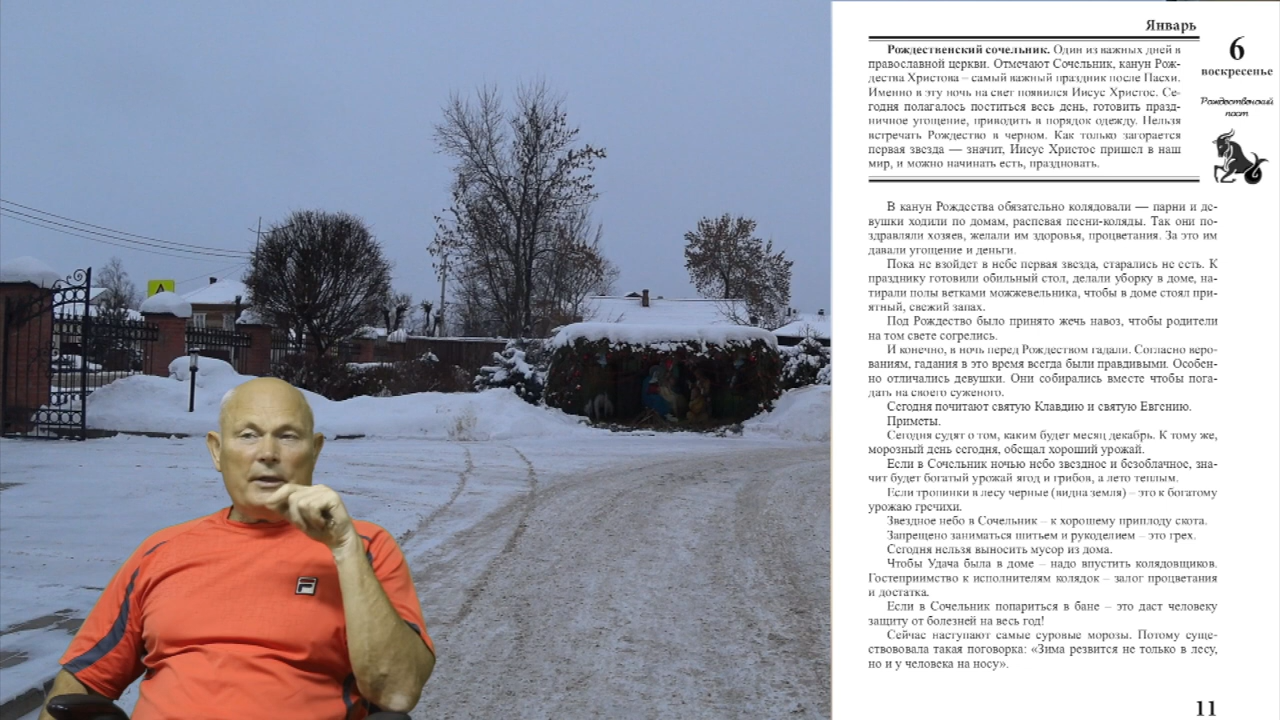 Январь
6
воскресенье
Рождественский
пост
Рождественский сочельник. Один из важных дней в
православной церкви. Отмечают Сочельник, канун Рож-
дества Христова – самый важный праздник после Пасхи.
Именно в эту ночь на свет появился Иисус Христос. Се-
годня полагалось поститься весь день, готовить празд-
ничное угощение, приводить в порядок одежду. Нельзя
встречать Рождество в черном. Как только загорается
первая звезда — значит, Иисус Христос пришел в наш
мир, и можно начинать есть, праздновать.
В канун Рождества обязательно колядовали — парни и де-
вушки ходили по домам, распевая песни-коляды. Так они по-
здравляли хозяев, желали им здоровья, процветания. За это им
давали угощение и деньги.
Пока не взойдет в небе первая звезда, старались не есть. К
празднику готовили обильный стол, делали уборку в доме, на-
тирали полы ветками можжевельника, чтобы в доме стоял при-
ятный, свежий запах.
Под Рождество было принято жечь навоз, чтобы родители
на том свете согрелись.
И конечно, в ночь перед Рождеством гадали. Согласно веро-
ваниям, гадания в это время всегда были правдивыми. Особен-
но отличались девушки. Они собирались вместе чтобы пога-
дать на своего суженого.
Сегодня почитают святую Клавдию и святую Евгению.
Приметы.
Сегодня судят о том, каким будет месяц декабрь. К тому же,
морозный день сегодня, обещал хороший урожай.
Если в Сочельник ночью небо звездное и безоблачное, зна-
чит будет богатый урожай ягод и грибов, а лето теплым.
Если тропинки в лесу черные (видна земля) – это к богатому
урожаю гречихи.
Звездное небо в Сочельник – к хорошему приплоду скота.
Запрещено заниматься шитьем и рукоделием – это грех.
Сегодня нельзя выносить мусор из дома.
Чтобы Удача была в доме – надо впустить колядовщиков.
Гостеприимство к исполнителям колядок – залог процветания
и достатка.
Если в Сочельник попариться в бане – это даст человеку
защиту от болезней на весь год!
Сейчас наступают самые суровые морозы. Потому суще-
ствовала такая поговорка: «Зима резвится не только в лесу,
но и у человека на носу».
11